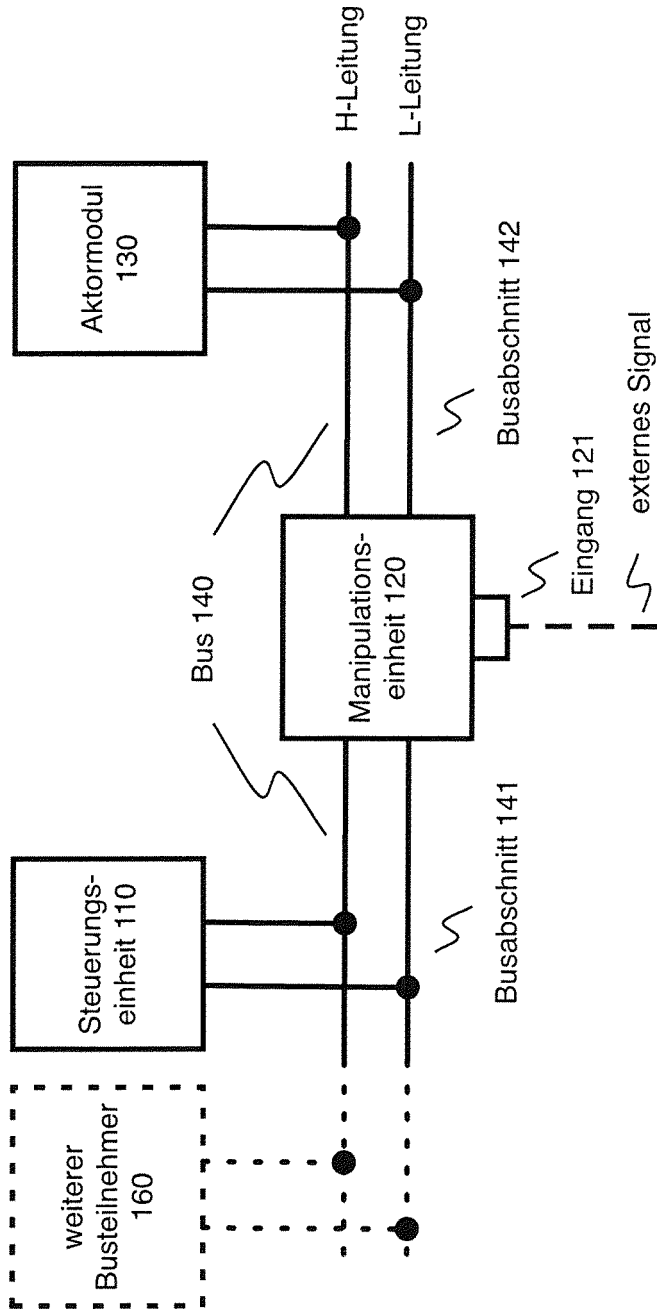 weiterer
Busteilnehmer
160
Steuerungs-
einheit 110
Aktormodul
130
Bus 140
H-Leitung
L-Leitung
Manipulations-
einheit 120
Busabschnitt 141
Busabschnitt 142
Eingang 121
externes Signal